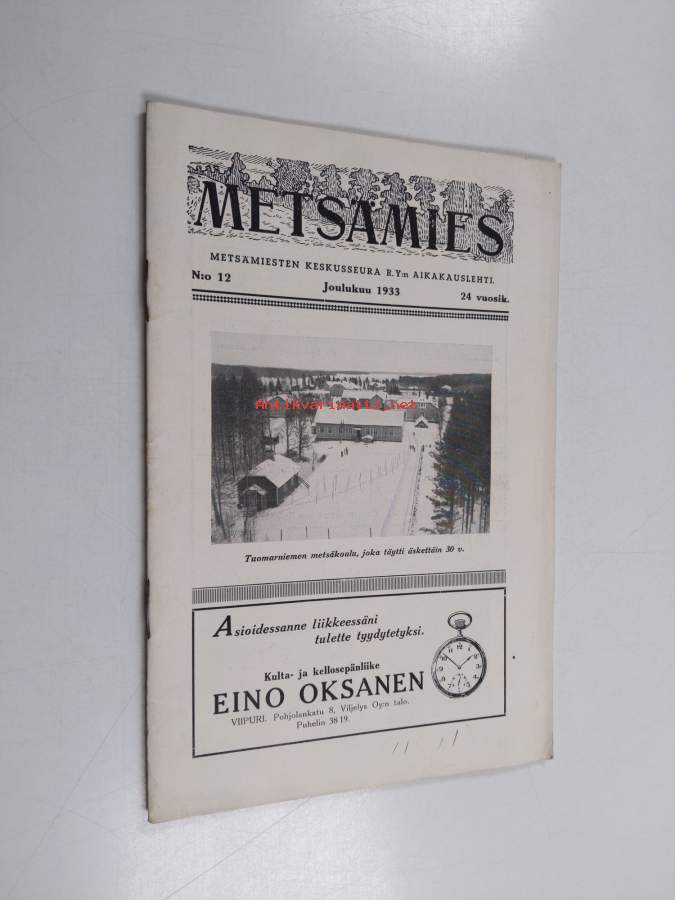 METSÄMIES
METSÄMIESTEN KESKUSSEURA R.Y:n AIKAKAUSLEHTI.
N:o 12 Joulukuu 1933 24 vuosik.
Antikvariaatti.net
Tuomarniemen metsäkoulu, joka täytti äskettäin 30 v.
Asioidessanne liikkeessäni
tulette tyydytetyksi.
Kulta- ja kellosepänliike
EINO OKSANEN
VIIPURI. Pohjolankatu 8, Viljelys Oy:n talo.
Puhelin 38 19.